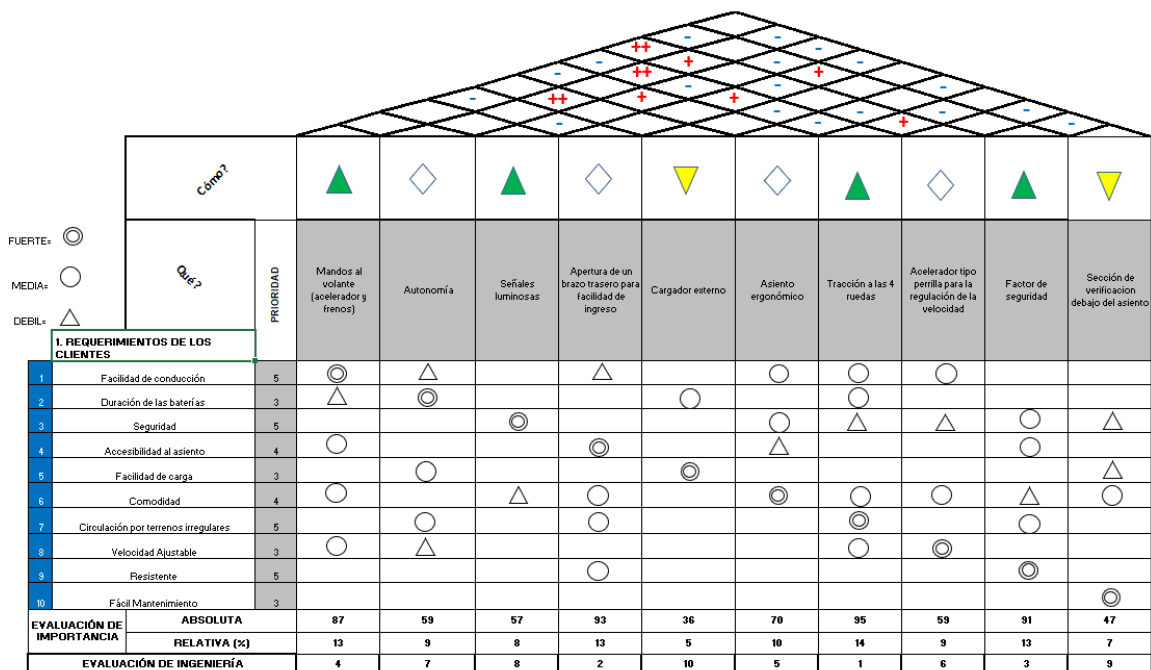 - -
++ -
- - + - -
- ++ - +
- - -
- ++ + + - -
- - -
- - + - -
Cómo?
FUERTE=
MEDIA=
DEBIL=
Qué?
PRIORIDAD
Mandos al
volante
(acelerador y
frenos)
Autonomía
Señales
luminosas
Apertura de un
brazo trasero para
facilidad de
ingreso
Cargador externo
Asiento
ergonómico
Tracción a las 4
ruedas
Acelerador tipo
perrilla para la
regulación de la
velocidad
Factor de
seguridad
Sección de
verificacion
debajo del asiento
1. REQUERIMIENTOS DE LOS
CLIENTES
1 Facilidad de conducción 5
2 Duración de las baterías 3
3 Seguridad 5
4 Accesibilidad al asiento 4
5 Facilidad de carga 3
6 Comodidad 4
7 Circulación por terrenos irregulares 5
8 Velocidad Ajustable 3
9 Resistente 5
10 Fácil Mantenimiento 3
EVALUACIÓN DE
IMPORTANCIA
ABSOLUTA 87 59 57 93 36 70 95 59 91 47
RELATIVA (%) 13 9 8 13 5 10 14 9 13 7
EVALUACIÓN DE INGENIERÍA 4 7 8 2 10 5 1 6 3 9